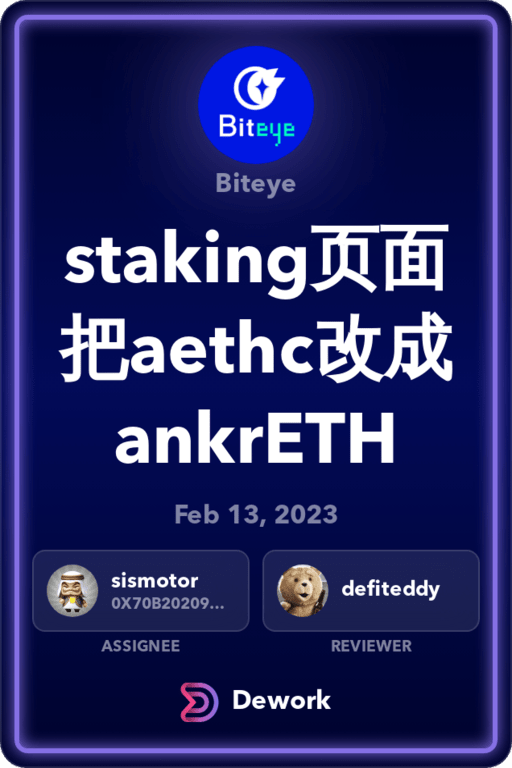 Biteye
Biteye
staking页面
把aethc改成
ankrETH
Feb 13, 2023
sismotor
0X70B20209...
defiteddy
ASSIGNEE
REVIEWER
Dework